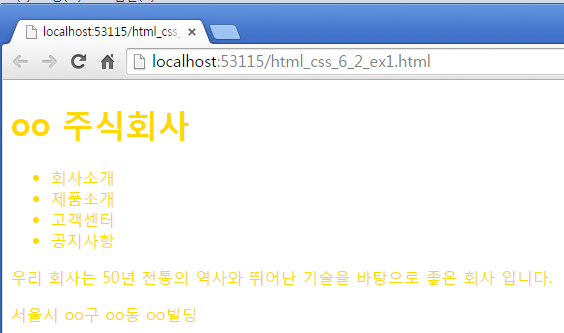 localhost:53115/html_css_
localhost:53115/html_css_6_2_ex1.html
oo 주식회사
회사소개
제품소개
고객센터
공지사항
우리 회사는 50년 전통의 역사와 뛰어난 기술을 바탕으로 좋은 회사 입니다.
서울시 oo구 oo동 oo빌딩